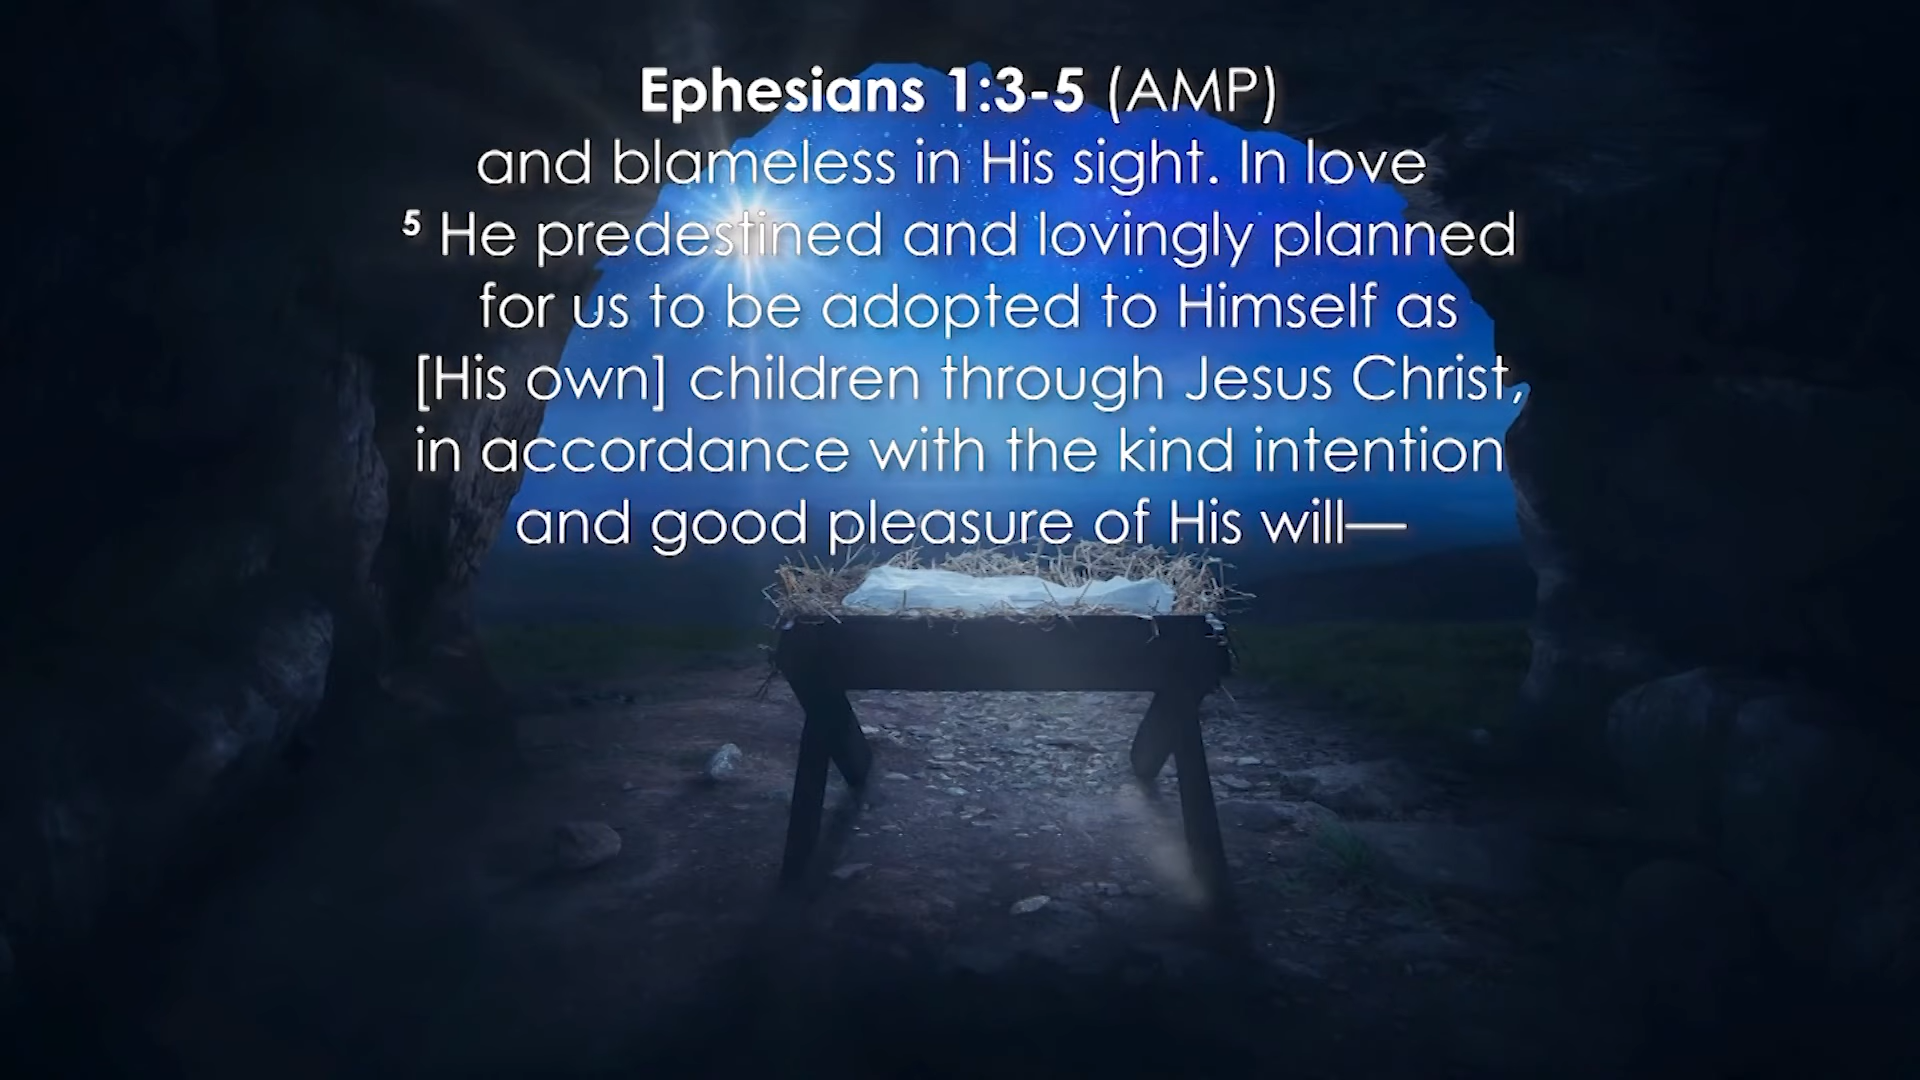 Ephesians 1:3-5 (AMP)
and blameless in His sight. In love
⁵ He predestined and lovingly planned
for us to be adopted to Himself as
[His own] children through Jesus Christ,
in accordance with the kind intention
and good pleasure of His will—